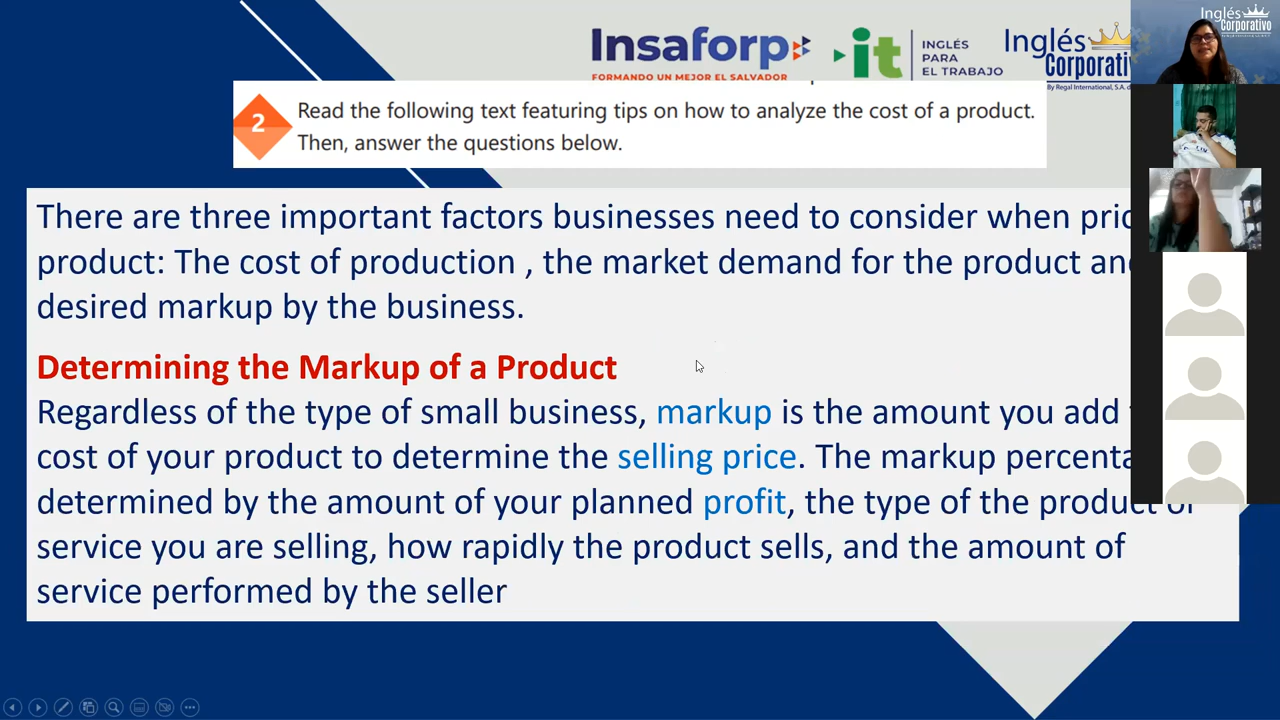 Insaforp
FORMANDO UN MEJOR EL SALVADOR
it
INGLÉS
PARA
EL TRABAJO
Inglés
Corporativo
By Regal International, S.A. d
Inglés
Corporativo
2
Read the following text featuring tips on how to analyze the cost of a product.
Then, answer the questions below.
There are three important factors businesses need to consider when
product: The cost of production , the market demand for the product
desired markup by the business.
Determining the Markup of a Product
Regardless of the type of small business, markup is the amount you add
cost of your product to determine the selling price. The markup
determined by the amount of your planned profit, the type of the product or
service you are selling, how rapidly the product sells, and the amount of
service performed by the seller